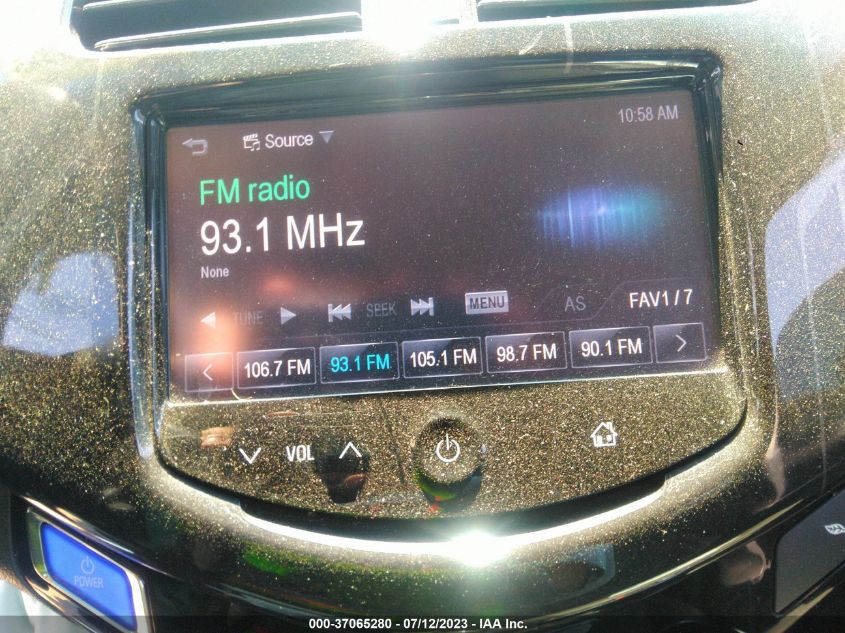 10:58 AM
Source
FM radio
93.1 MHz
None
TUNE SEEK MENU AS FAV1 / 7
106.7 FM 93.1 FM 105.1 FM 98.7 FM 90.1 FM
VOL
POWER
000-37065280 - 07/12/2023 - IAA Inc.